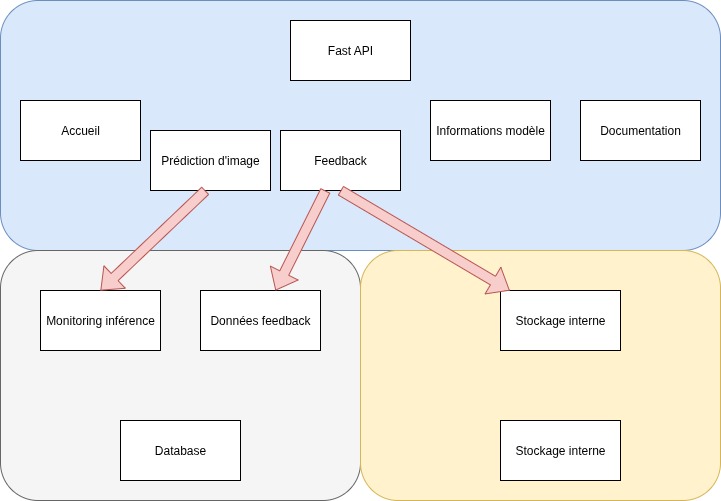 Fast API
Accueil
Prédiction d'image
Feedback
Informations modèle
Documentation
Monitoring inférence
Données feedback
Stockage interne
Database
Stockage interne